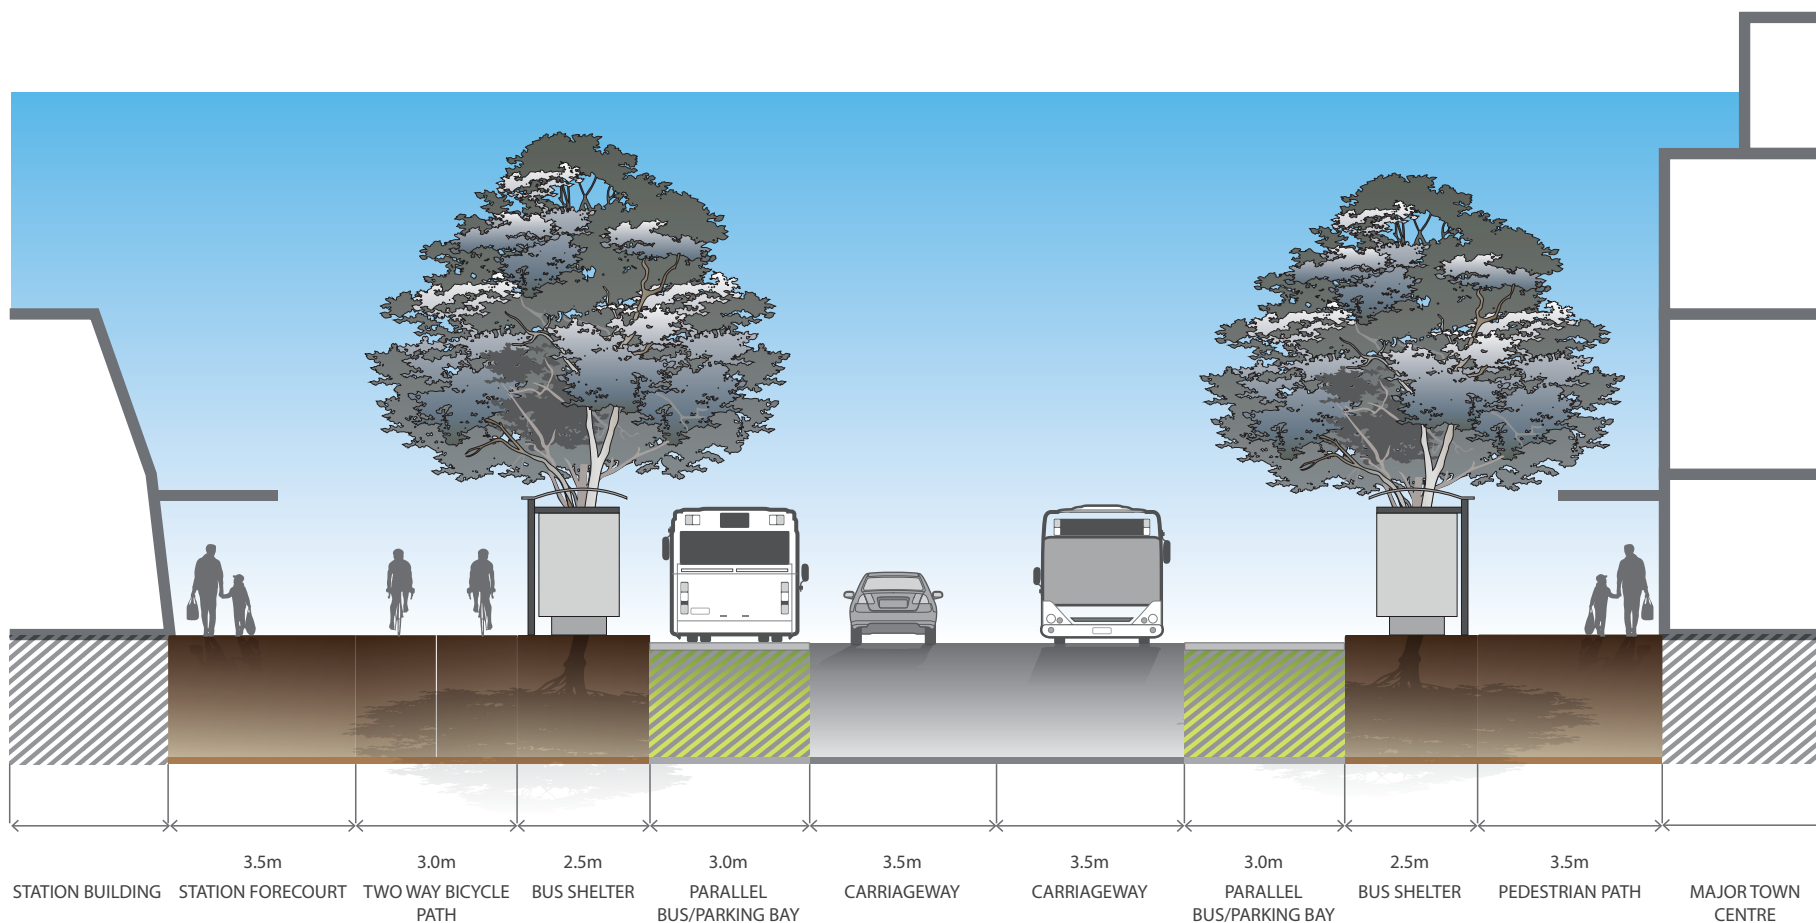 3.5m
3.0m
2.5m
3.0m
3.5m
3.5m
3.0m
2.5m
3.5m
STATION BUILDING
STATION FORECOURT
TWO WAY BICYCLE
PATH
BUS SHELTER
PARALLEL
BUS/PARKING BAY
CARRIAGEWAY
CARRIAGEWAY
PARALLEL
BUS/PARKING BAY
BUS SHELTER
PEDESTRIAN PATH
MAJOR TOWN
CENTRE